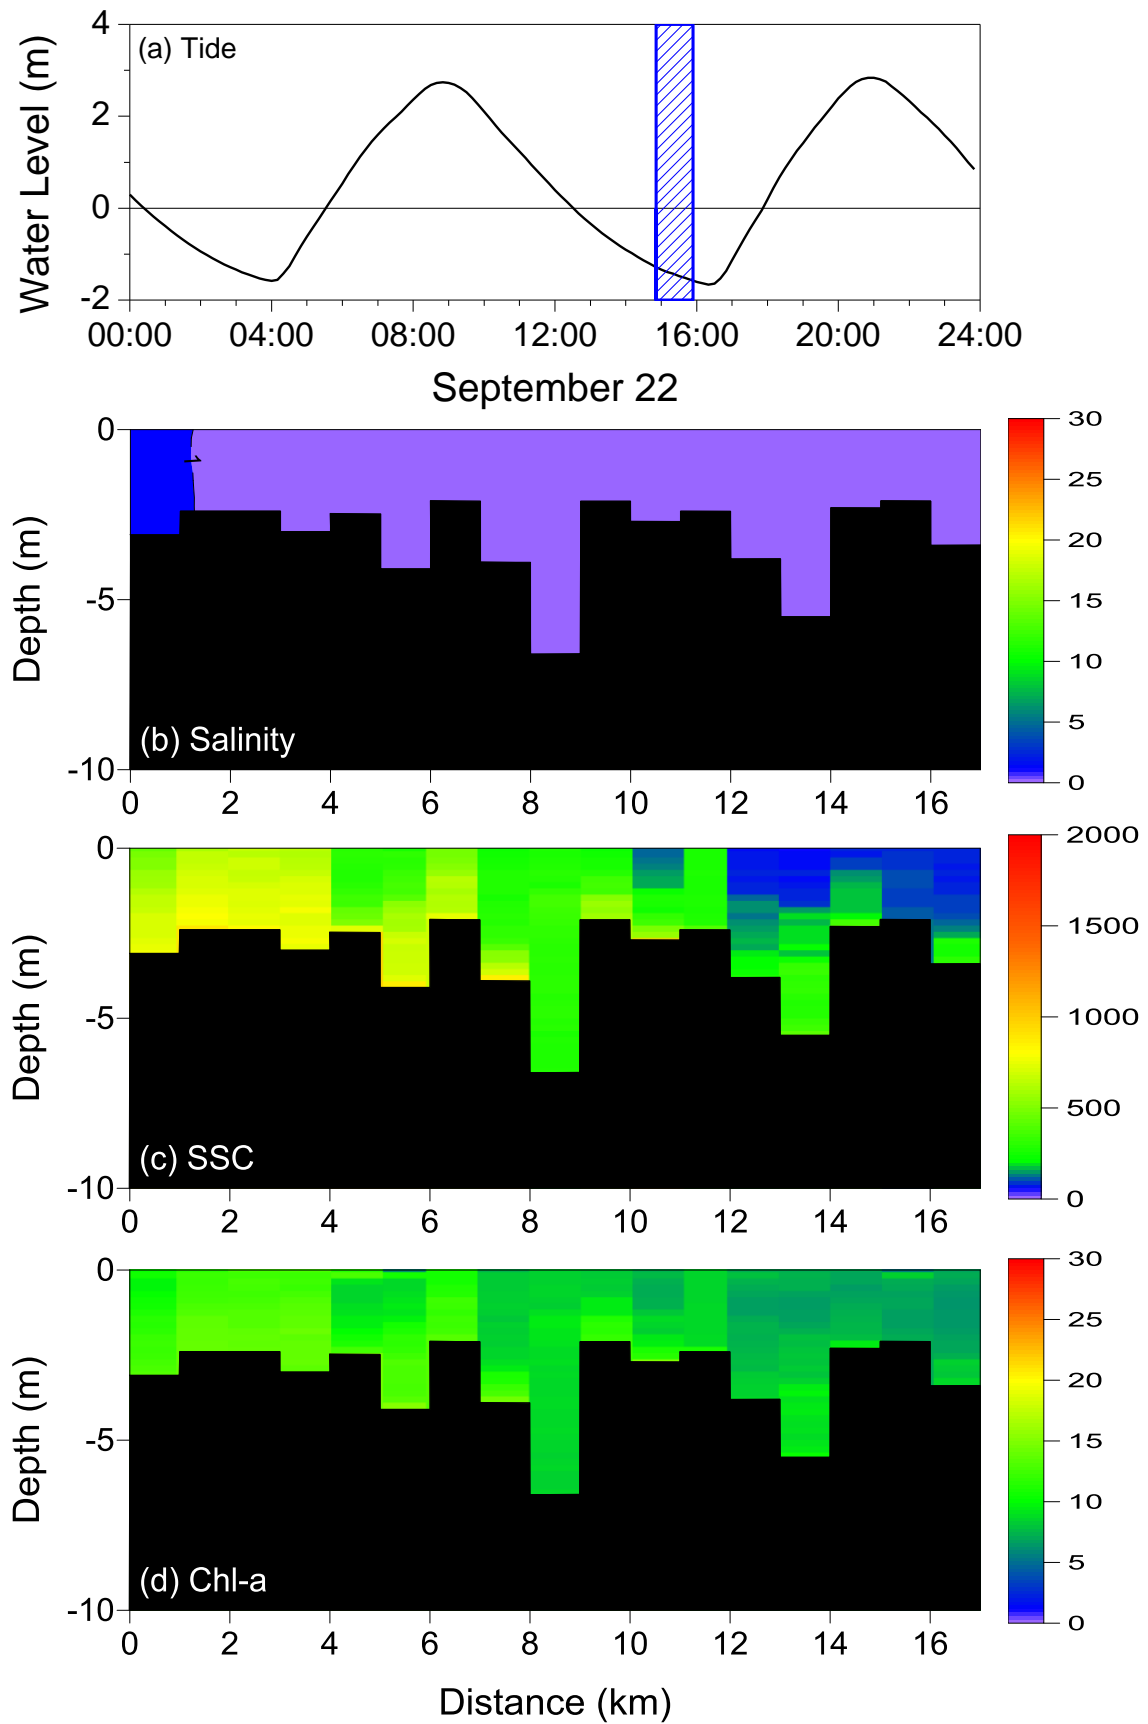 (a) Tide
Water Level (m)
4
2
0
-2
00:00 04:00 08:00 12:00 16:00 20:00 24:00
September 22
Depth (m)
0
-5
-10
(b) Salinity
1
0 2 4 6 8 10 12 14 16
30
25
20
15
10
5
0
Depth (m)
0
-5
-10
(c) SSC
0 2 4 6 8 10 12 14 16
2000
1500
1000
500
0
Depth (m)
0
-5
-10
(d) Chl-a
0 2 4 6 8 10 12 14 16
30
25
20
15
10
5
0
Distance (km)